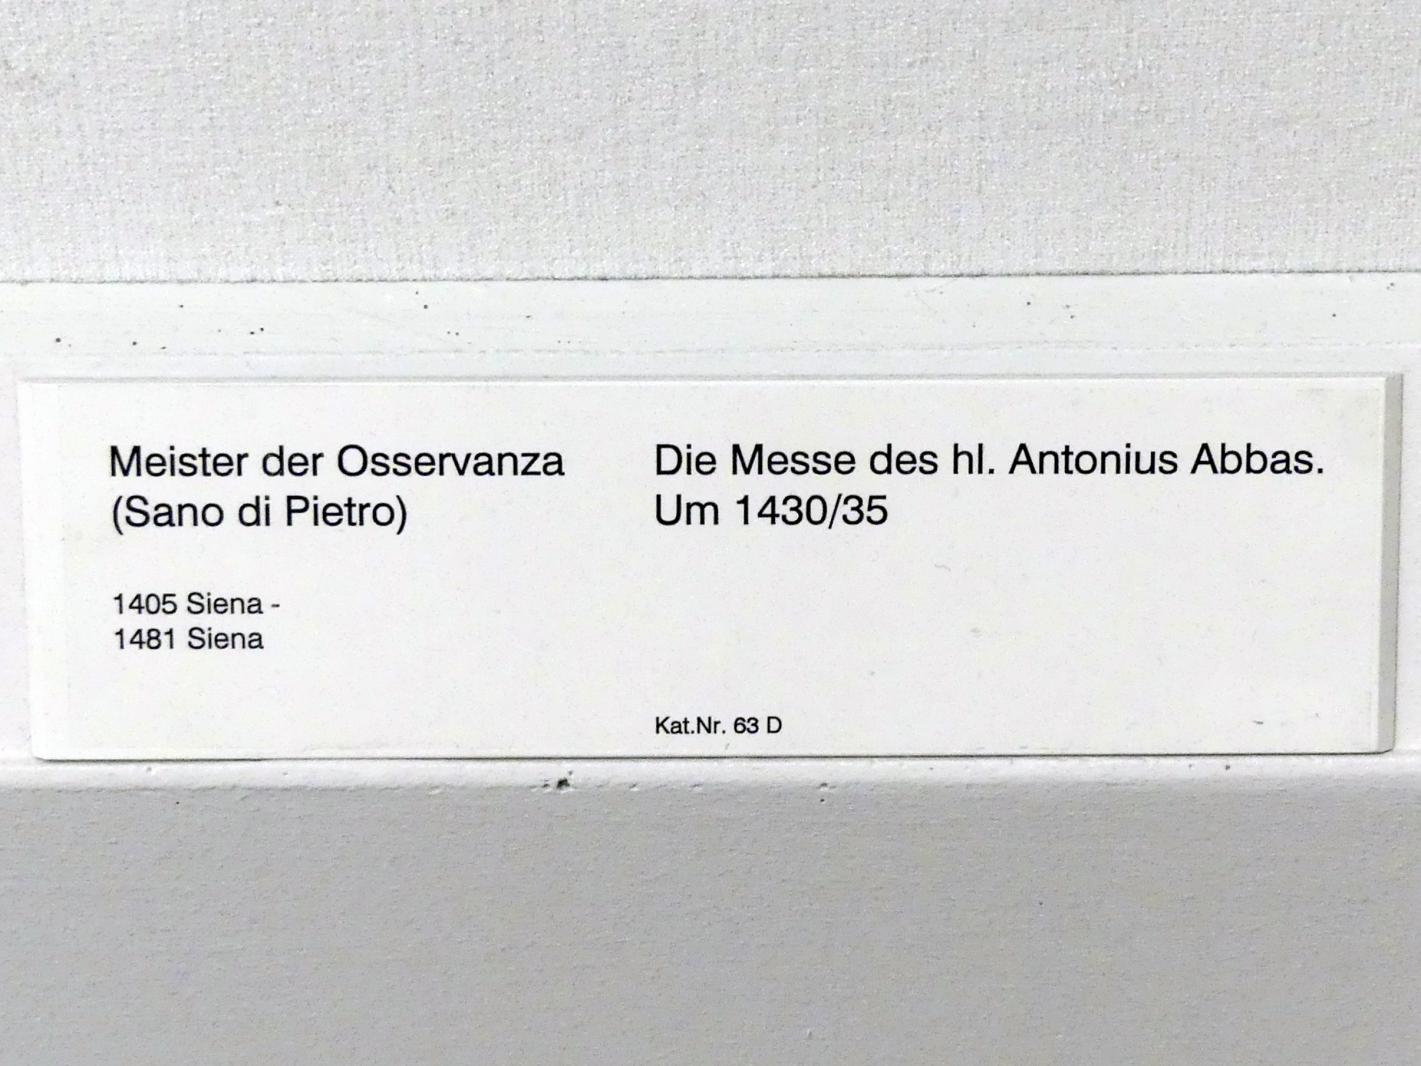 Meister der Osservanza
(Sano di Pietro)
1405 Siena -
1481 Siena
Die Messe des hl. Antonius Abbas.
Um 1430/35
Kat.Nr. 63 D